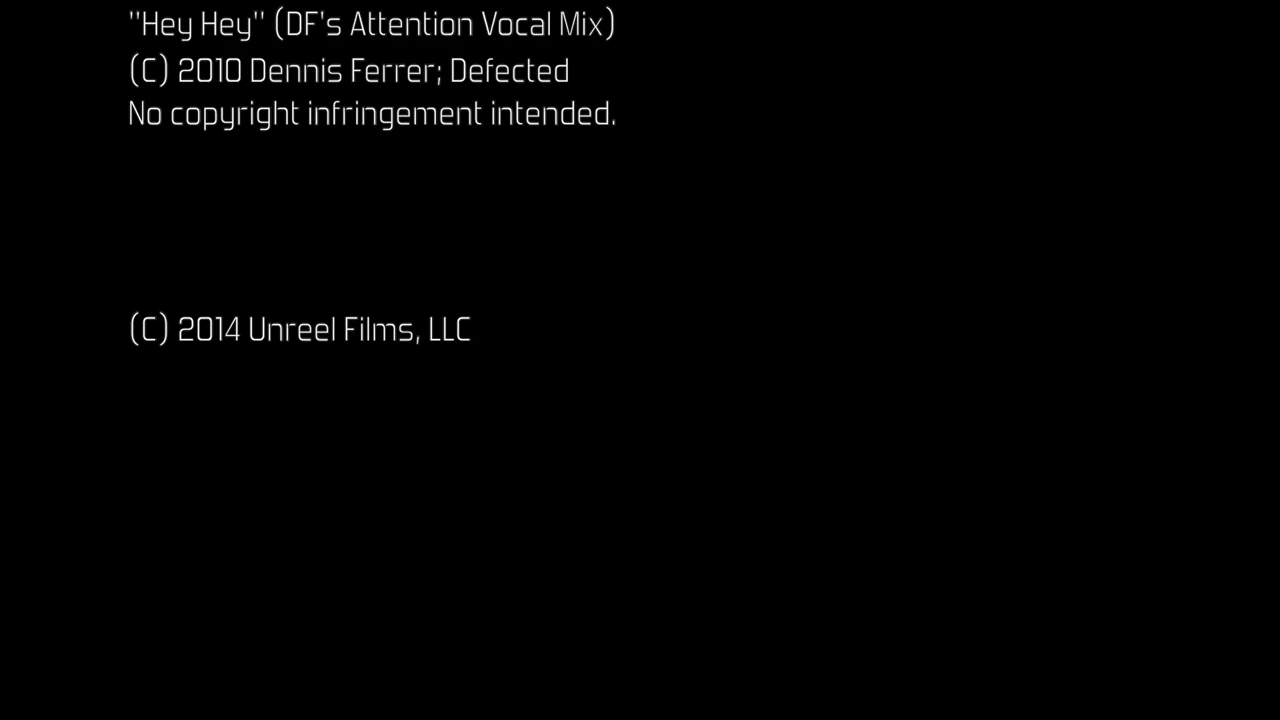 "Hey Hey" (DF's Attention Vocal Mix)
(C) 2010 Dennis Ferrer; Defected
No copyright infringement intended.
(C) 2014 Unreel Films, LLC